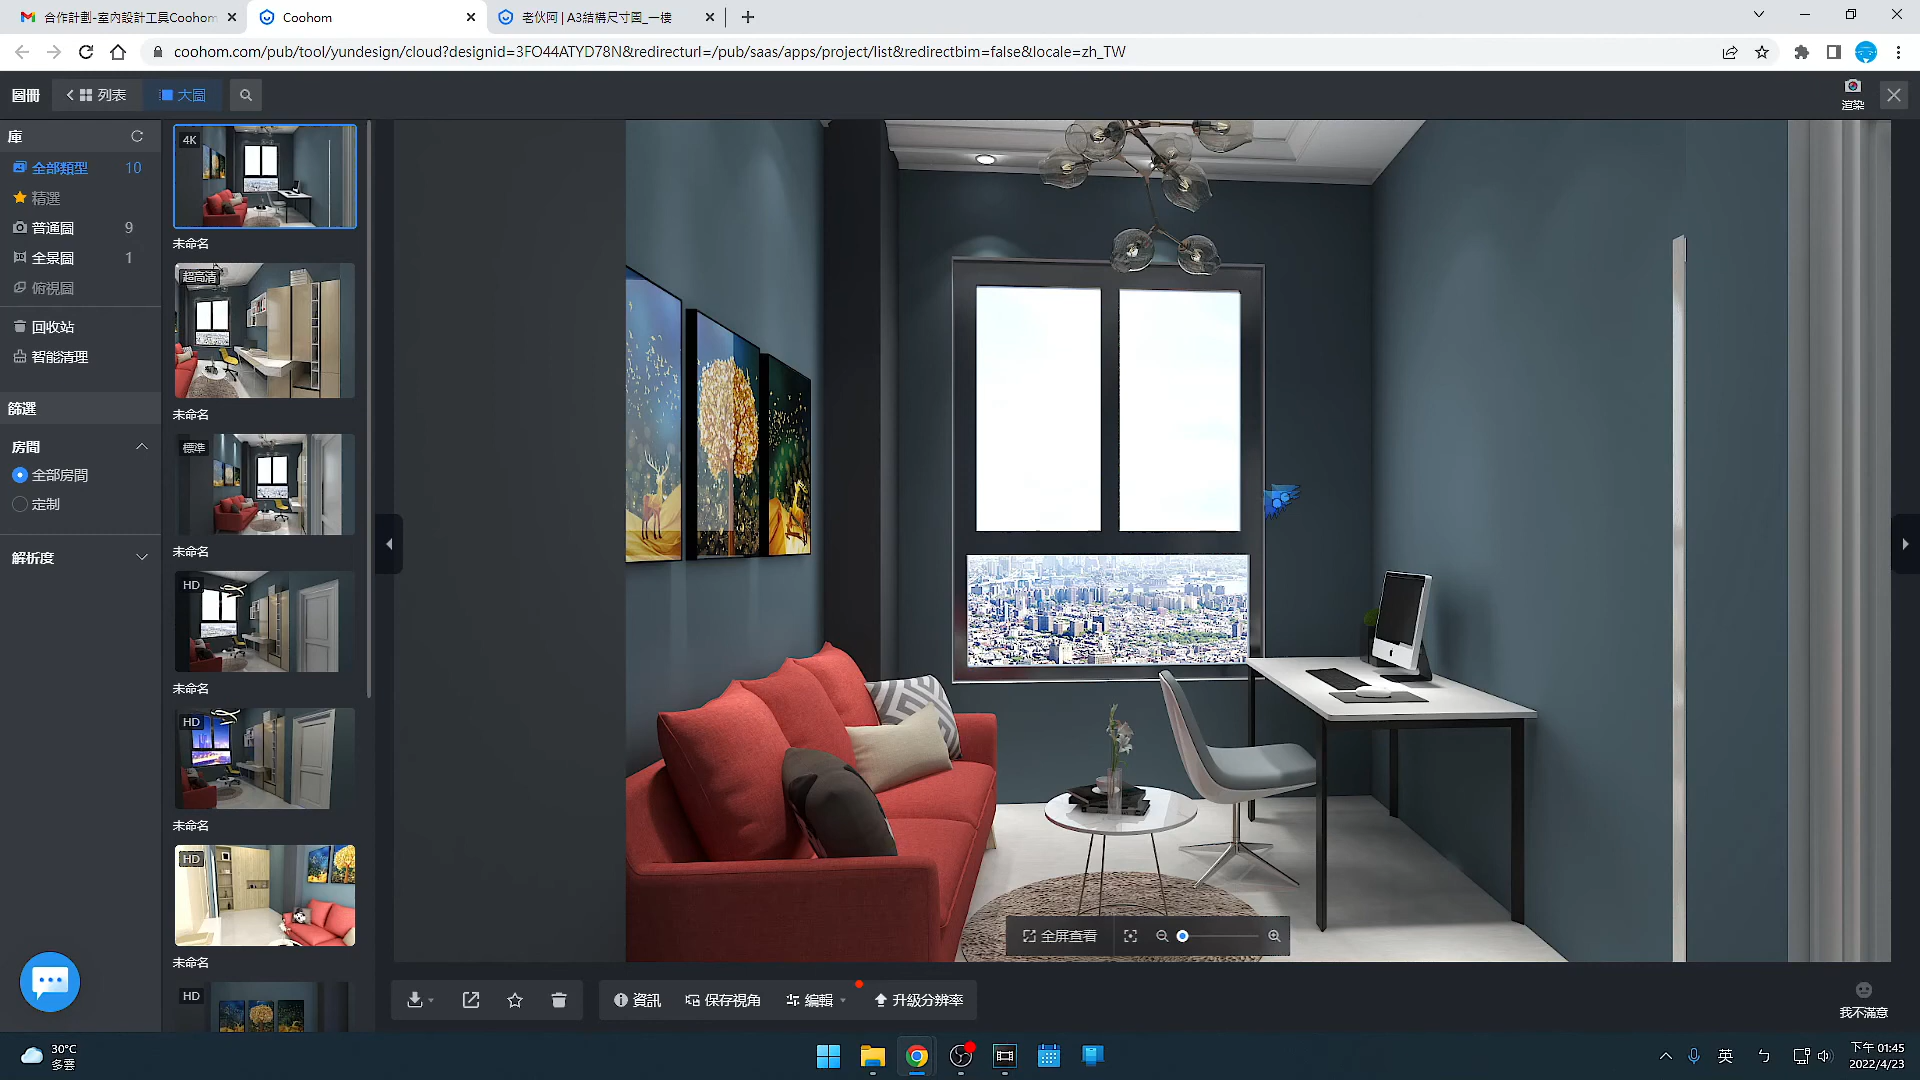 合作計劃-室內設計工具Coohom
Coohom
老伙阿 | A3結構尺寸圖_一樓
coohom.com/pub/tool/yundesign/cloud?designid=3FO44ATYD78N&redirecturl=/pub/saas/apps/project/list&redirectbim=false&locale=zh_TW
圖冊
列表
大圖
渲染
庫
全部類型 10
精選
普通圖 9
全景圖 1
俯視圖
回收站
智能清理
篩選
房間
全部房間
定制
解析度
4K
未命名
超高清
未命名
標準
未命名
HD
未命名
HD
未命名
HD
未命名
HD
全屏查看
資訊
保存視角
編輯
升級分辨率
我不滿意
30°C
多雲
英
ㄅ
下午 01:45
2022/4/23